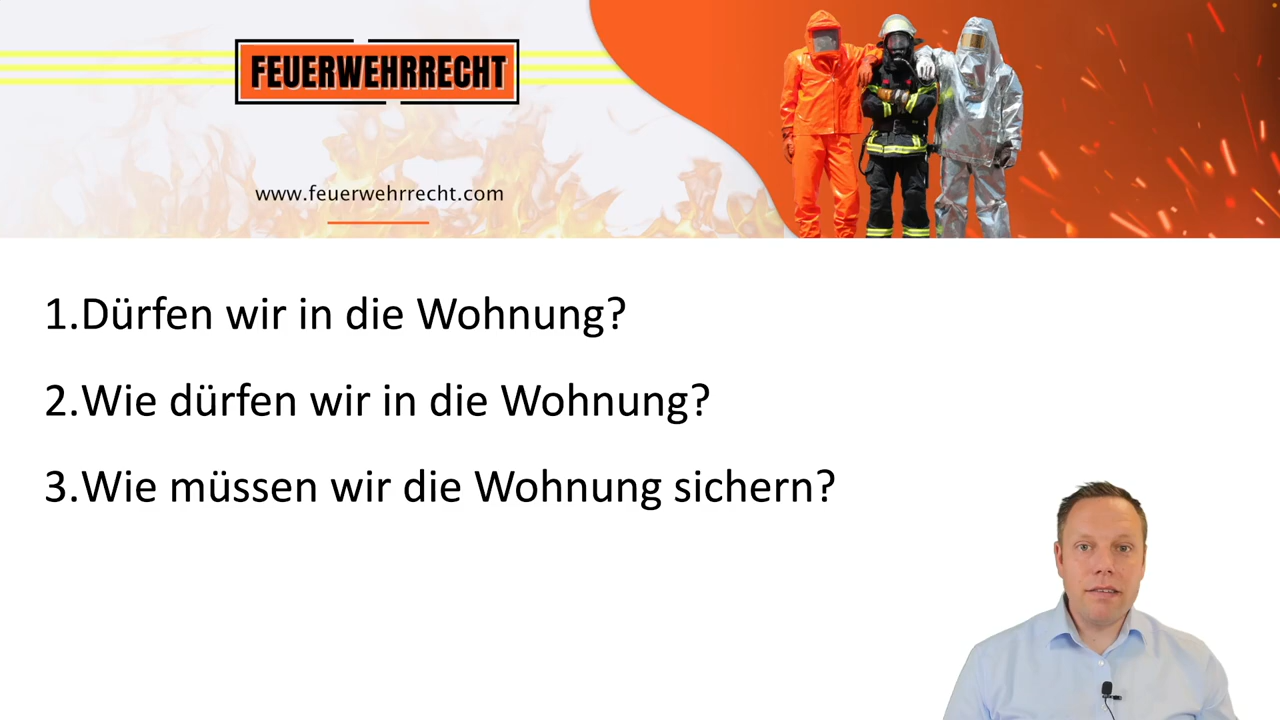 FEUERWEHRRECHT
www.feuerwehrrecht.com
1.Dürfen wir in die Wohnung?
2.Wie dürfen wir in die Wohnung?
3.Wie müssen wir die Wohnung sichern?